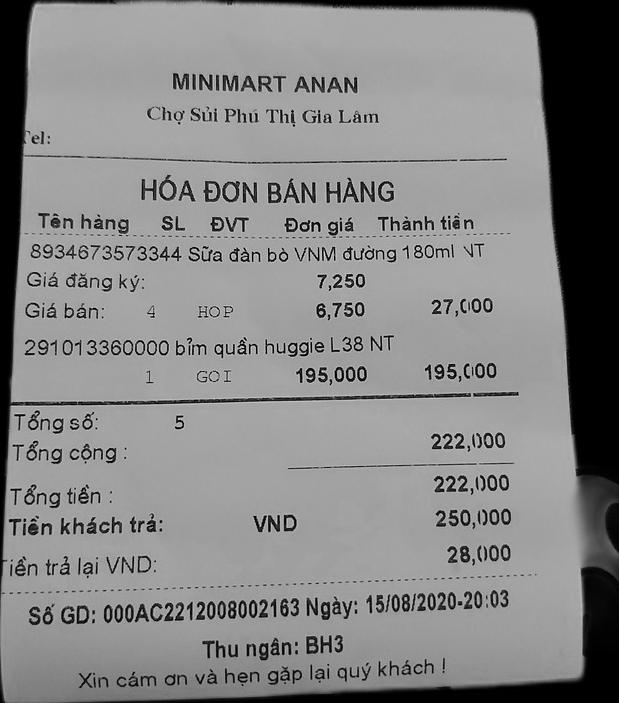 MINIMART ANAN
Chợ Sủi Phú Thị Gia Lâm
Tel:
HÓA ĐƠN BÁN HÀNG
Tên hàng SL ĐVT Đơn giá Thành tiền
8934673573344 Sữa đàn bò VNM đường 180ml NT
Giá đăng ký: 7,250
Giá bán: 4 HOP 6,750 27,000
291013360000 bỉm quần huggie L38 NT
1 GOI 195,000 195,000
Tổng số: 5
Tổng cộng : 222,000
Tổng tiền : 222,000
Tiền khách trả: VND 250,000
Tiền trả lại VND: 28,000
Số GD: 000AC2212008002163 Ngày: 15/08/2020-20:03
Thu ngân: BH3
Xin cám ơn và hẹn gặp lại quý khách !